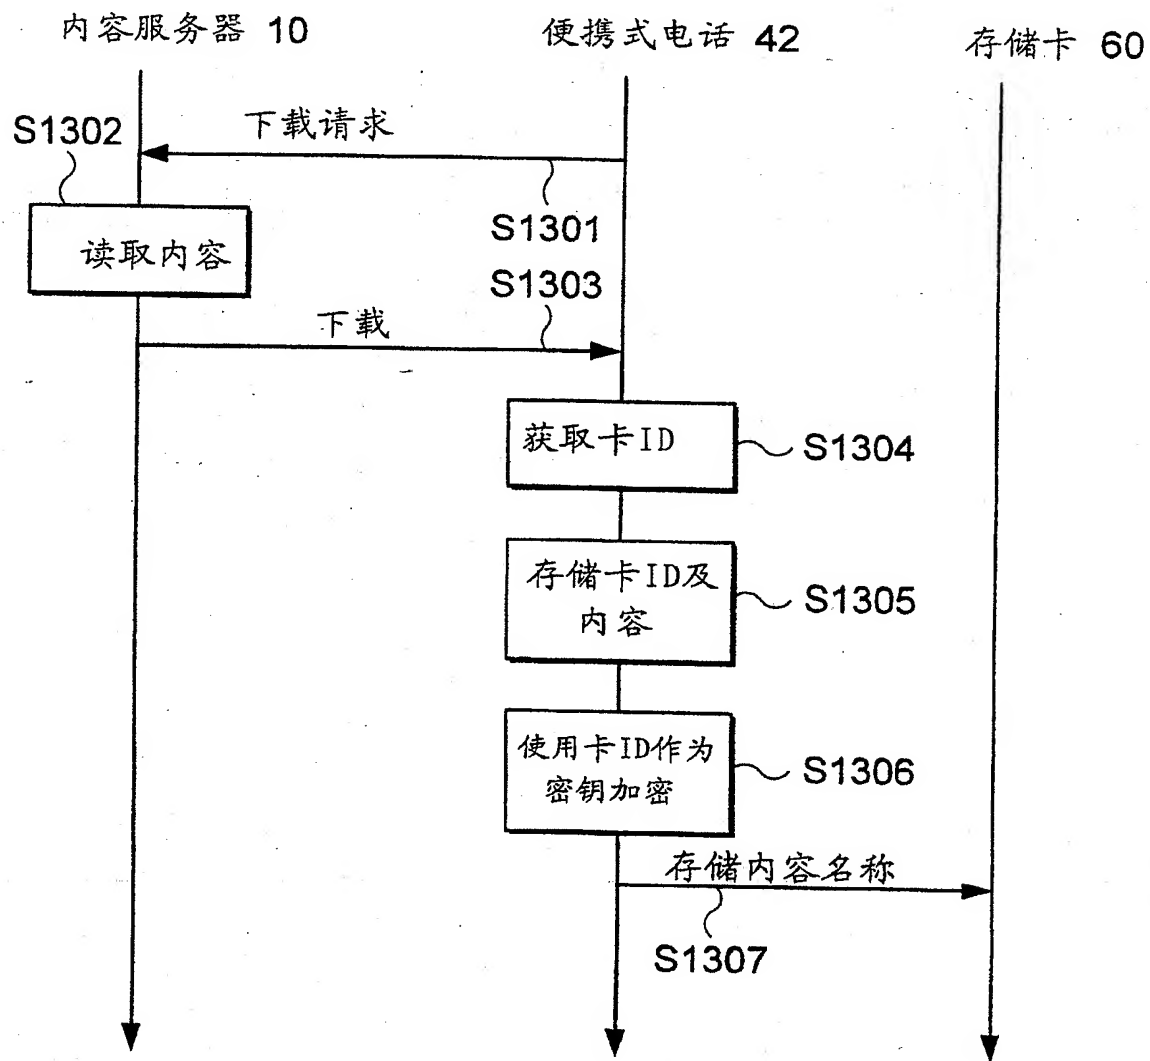 内容服务器 10
便携式电话 42
存储卡 60
S1302
下载请求
S1301
读取内容
S1303
下载
获取卡ID
S1304
存储卡ID及
内容
S1305
使用卡ID作为
密钥加密
S1306
存储内容名称
S1307